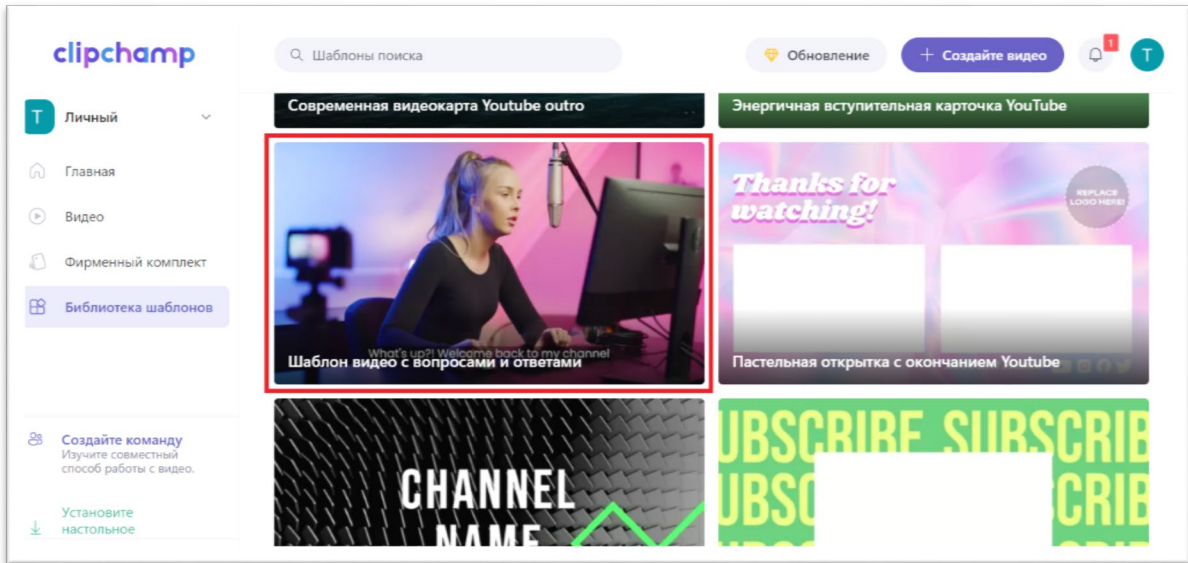 clipchamp
Шаблоны поиска
Обновление
+ Создайте видео
1
T
T
Личный
Главная
Видео
Фирменный комплект
Библиотека шаблонов
Создайте команду
Изучите совместный
способ работы с видео.
Установите
настольное
Современная видеокарта Youtube outro
Энергичная вступительная карточка YouTube
What's up?! Welcome back to my channel
Шаблон видео с вопросами и ответами
Thanks for
watching!
REPLACE
LOGO HERE!
Пастельная открытка с окончанием Youtube
CHANNEL
NAME
UBSCRIBE SUBSCRIB
UBSC
CRIB